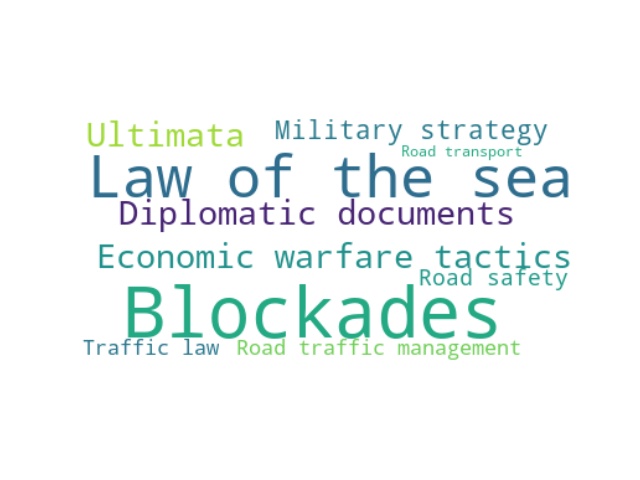 Ultimata
Military strategy
Road transport
Law of the sea
Diplomatic documents
Economic warfare tactics
Road safety
Blockades
Traffic law
Road traffic management